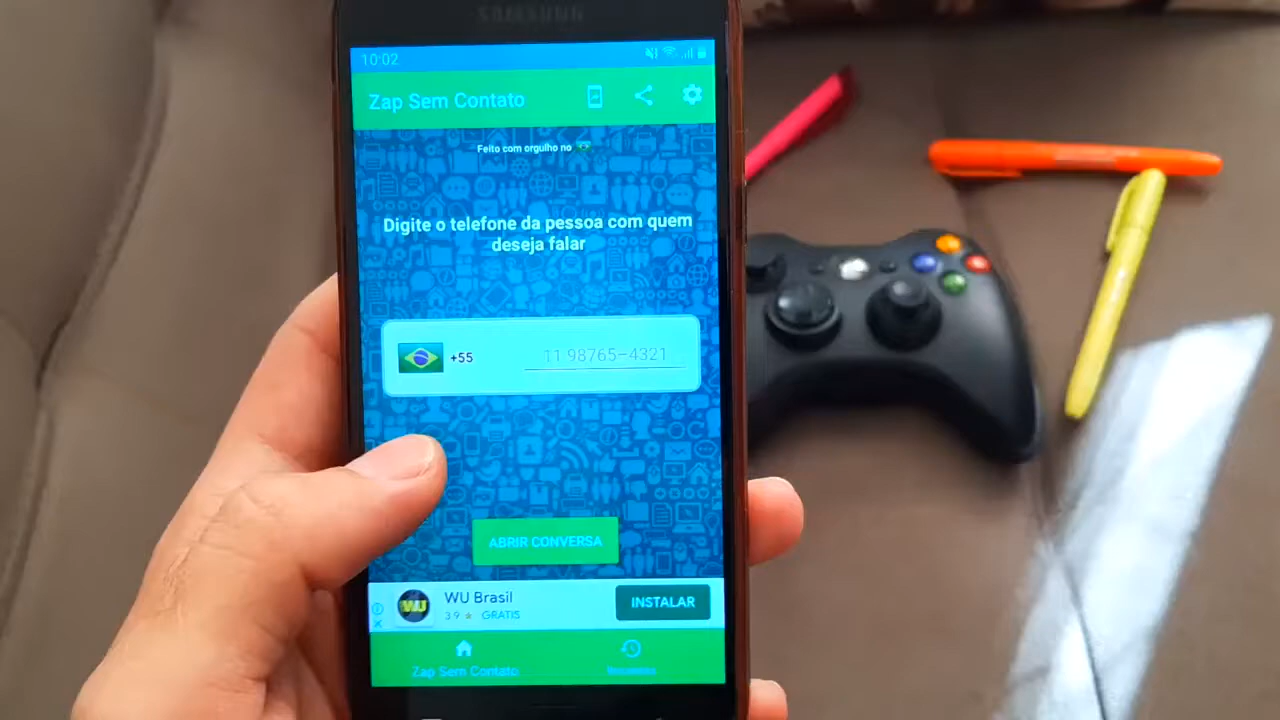 SAMSUNG
10:02
Zap Sem Contato
Feito com orgulho no
Digite o telefone da pessoa com quem
deseja falar
+55
11 98765-4321
ABRIR CONVERSA
WU
WU Brasil
3.9 ★ GRÁTIS
INSTALAR
Zap Sem Contato